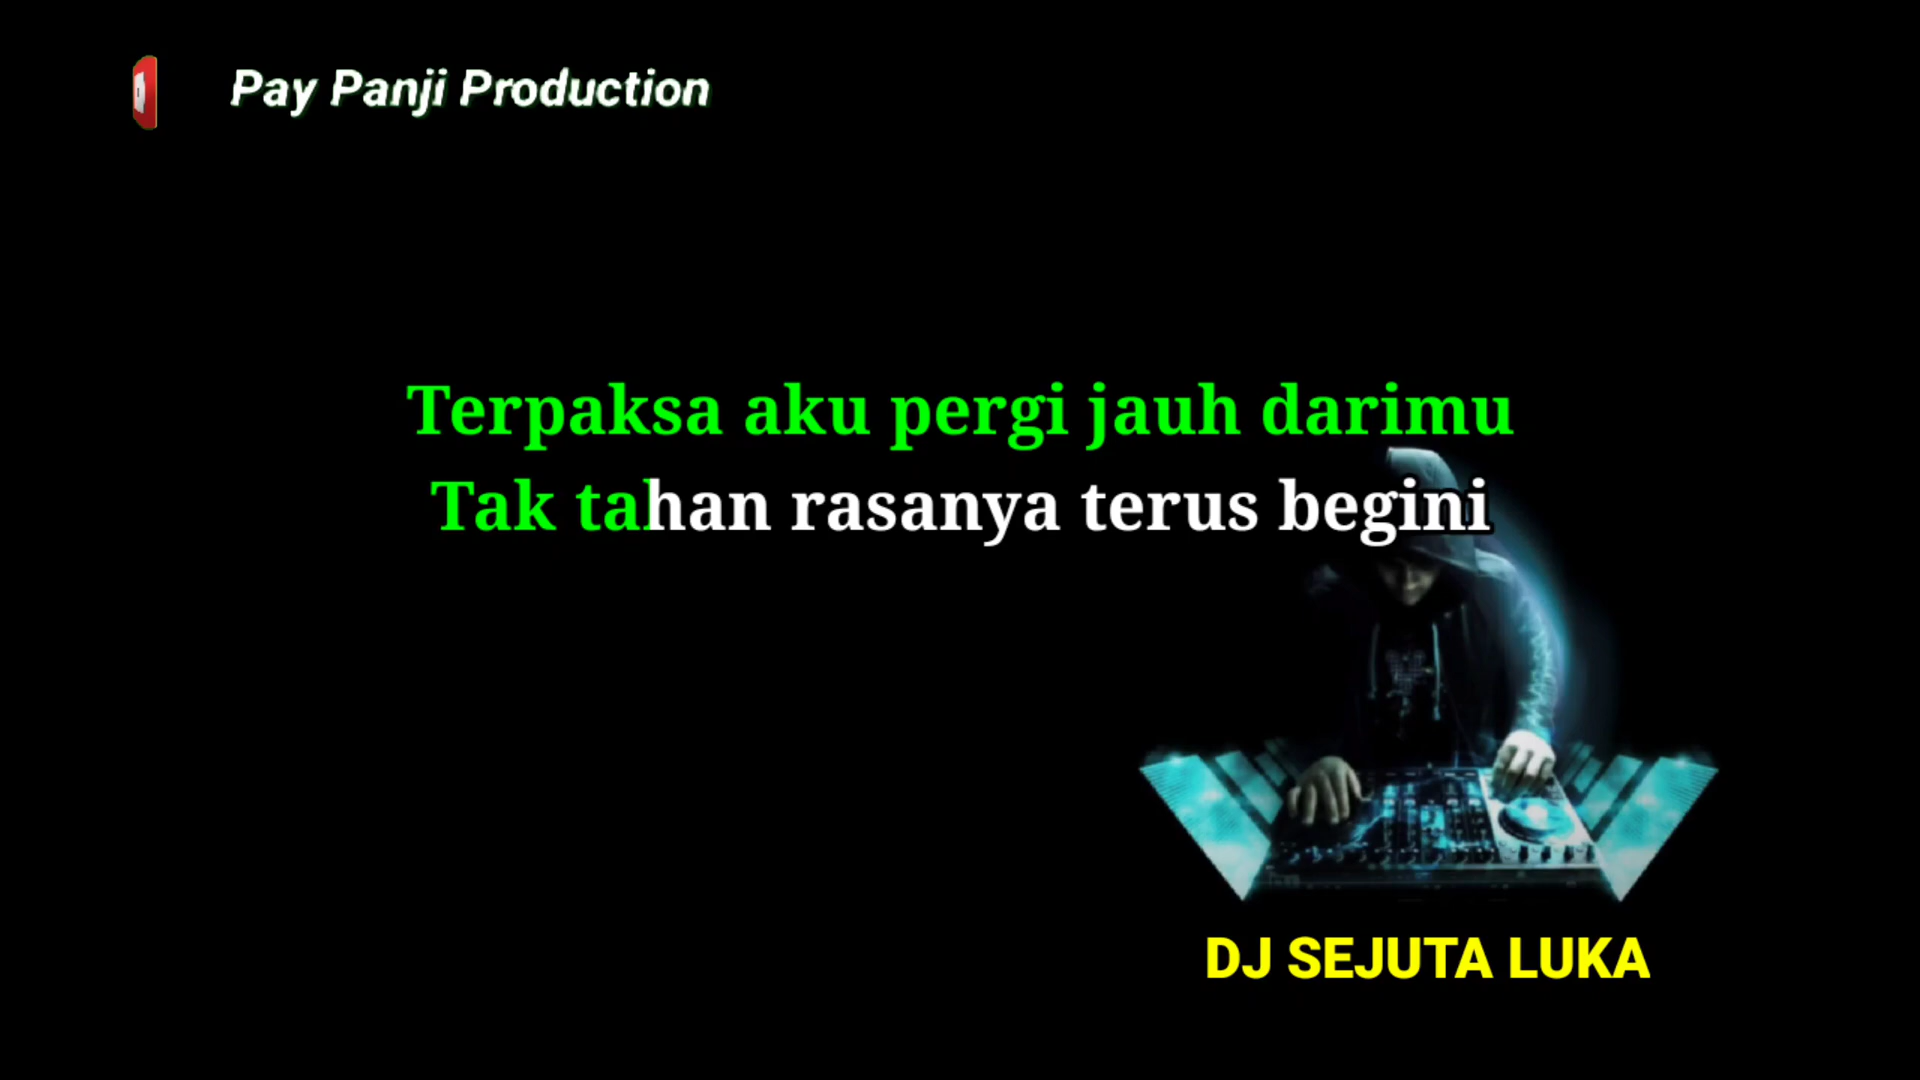 Pay Panji Production
Terpaksa aku pergi jauh darimu
Tak tahan rasanya terus begini
DJ SEJUTA LUKA